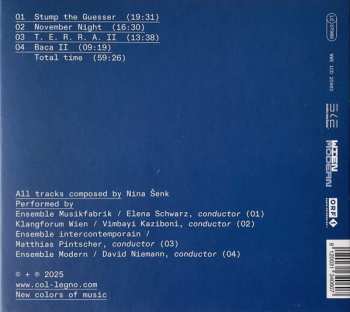 01 Stump the Guesser (19:31)
02 November Night (16:30)
03 T. E. R. R. A. II (13:38)
04 Baca II (09:19)
Total time (59:26)
All tracks composed by Nina Šenk
Performed by
Ensemble Musikfabrik / Elena Schwarz, conductor (01)
Klangforum Wien / Vimbayi Kaziboni, conductor (02)
Ensemble intercontemporain /
Matthias Pintscher, conductor (03)
Ensemble Modern / David Niemann, conductor (04)
© + ℗ 2025
www.col-legno.com
New colors of music
WIEN
MODERN
ORF